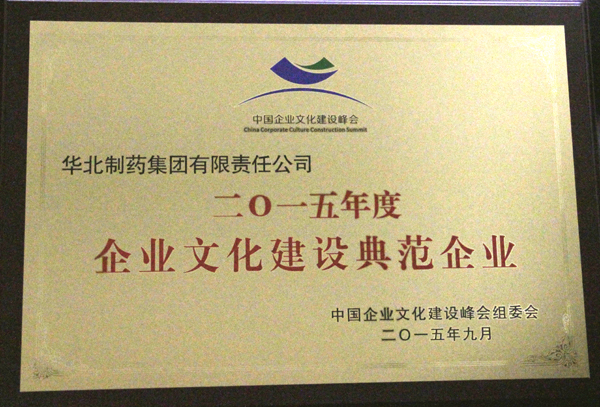 中国企业文化建设峰会
China Corporate Culture Construction Summit
华北制药集团有限责任公司
二O一五年度
企业文化建设典范企业
中国企业文化建设峰会组委会
二O一五年九月